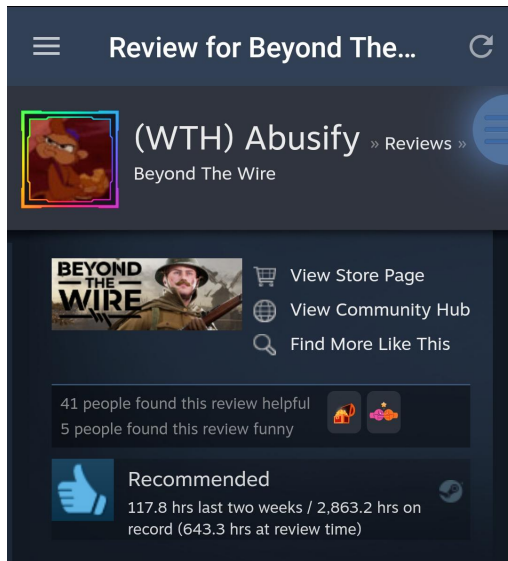 Review for Beyond The...
(WTH) Abusify » Reviews »
Beyond The Wire
BEYOND
THE
WIRE
View Store Page
View Community Hub
Find More Like This
41 people found this review helpful
5 people found this review funny
Recommended
117.8 hrs last two weeks / 2,863.2 hrs on
record (643.3 hrs at review time)